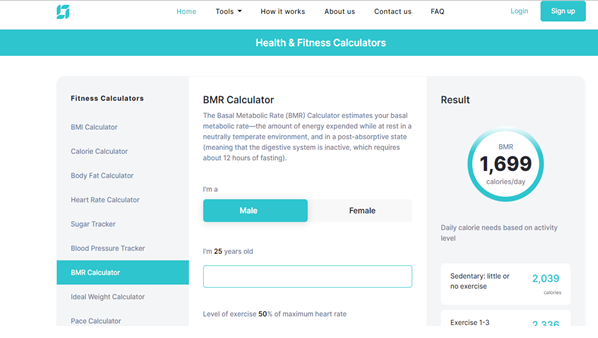 Home Tools How it works About us Contact us FAQ Login Sign up
Health & Fitness Calculators
Fitness Calculators
BMI Calculator
Calorie Calculator
Body Fat Calculator
Heart Rate Calculator
Sugar Tracker
Blood Pressure Tracker
BMR Calculator
Ideal Weight Calculator
Pace Calculator
BMR Calculator
The Basal Metabolic Rate (BMR) Calculator estimates your basal
metabolic rate—the amount of energy expended while at rest in a
neutrally temperate environment, and in a post-absorptive state
(meaning that the digestive system is inactive, which requires
about 12 hours of fasting).
I'm a
Male Female
I'm 25 years old
Level of exercise 50% of maximum heart rate
Result
BMR
1,699
calories/day
Daily calorie needs based on activity
level
Sedentary: little or
no exercise
2,039
calories
Exercise 1-3 2,336